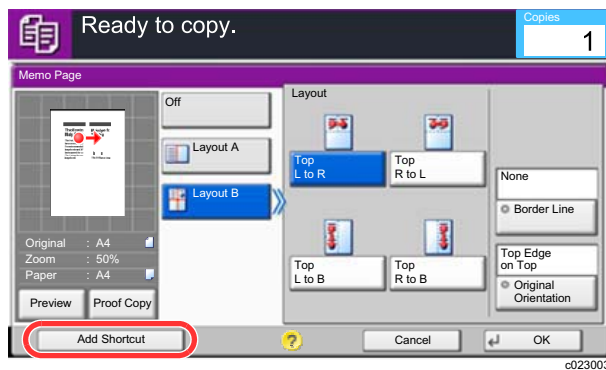 Ready to copy.
Copies
1
Memo Page
Off
Layout A
Layout B
Layout
Top
L to R
Top
R to L
Top
L to B
Top
R to B
None
Border Line
Top Edge
on Top
Original
Orientation
Original : A4
Zoom : 50%
Paper : A4
Preview
Proof Copy
Add Shortcut
?
Cancel
OK
c023003